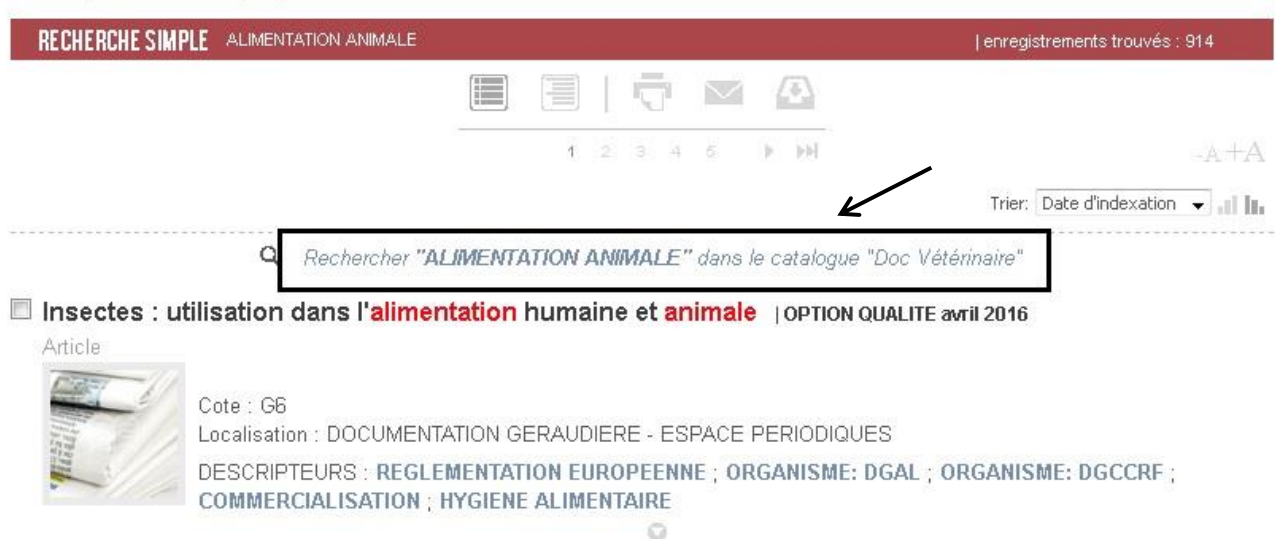 RECHERCHE SIMPLE ALIMENTATION ANIMALE | enregistrements trouvés : 914
1 2 3 4 5
-A +A
Trier: Date d'indexation
Rechercher "ALIMENTATION ANIMALE" dans le catalogue "Doc Vétérinaire"
Insectes : utilisation dans l'alimentation humaine et animale | OPTION QUALITE avril 2016
Article
Cote : G6
Localisation : DOCUMENTATION GERAUDIERE - ESPACE PERIODIQUES
DESCRIPTEURS : REGLEMENTATION EUROPEENNE ; ORGANISME: DGAL ; ORGANISME: DGCCRF ;
COMMERCIALISATION ; HYGIENE ALIMENTAIRE